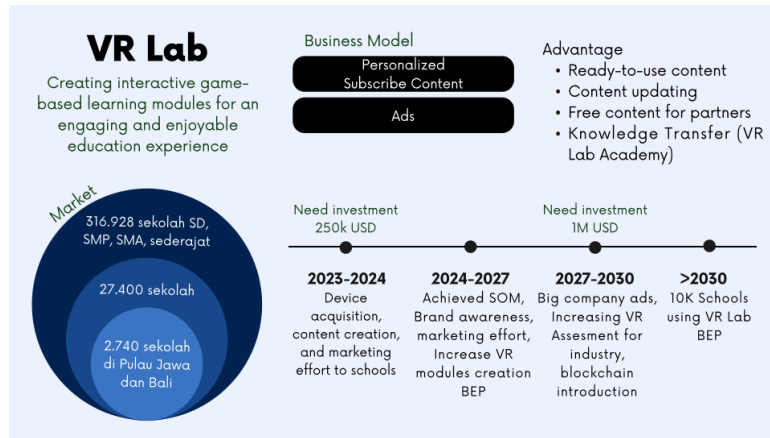 VR Lab
Creating interactive game-
based learning modules for an
engaging and enjoyable
education experience
Business Model
Personalized
Subscribe Content
Ads
Advantage
• Ready-to-use content
• Content updating
• Free content for partners
• Knowledge Transfer (VR
Lab Academy)
Market
316.928 sekolah SD,
SMP, SMA, sederajat
27.400 sekolah
2.740 sekolah
di Pulau Jawa
dan Bali
Need investment
250k USD
Need investment
1M USD
2023-2024
Device
acquisition,
content creation,
and marketing
effort to schools
2024-2027
Achieved SOM,
Brand awareness,
marketing effort,
Increase VR
modules creation
BEP
2027-2030
Big company ads,
Increasing VR
Assesment for
industry,
blockchain
introduction
>2030
10K Schools
using VR Lab
BEP